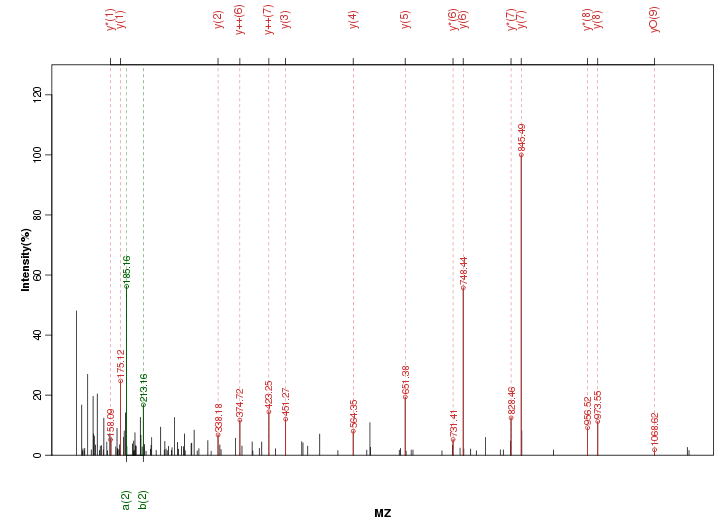 y*(1)
y(1)
y(2)
y++(6)
y++(7)
y(3)
y(4)
y(5)
y*(6)
y(6)
y*(7)
y(7)
y*(8)
y(8)
yO(9)
Intensity(%)
120
100
80
60
40
20
0
158.09
175.12
185.16
213.16
338.18
374.72
423.25
451.27
564.35
651.38
731.41
748.44
828.46
845.49
956.52
973.55
1068.62
a(2)
b(2)
MZ